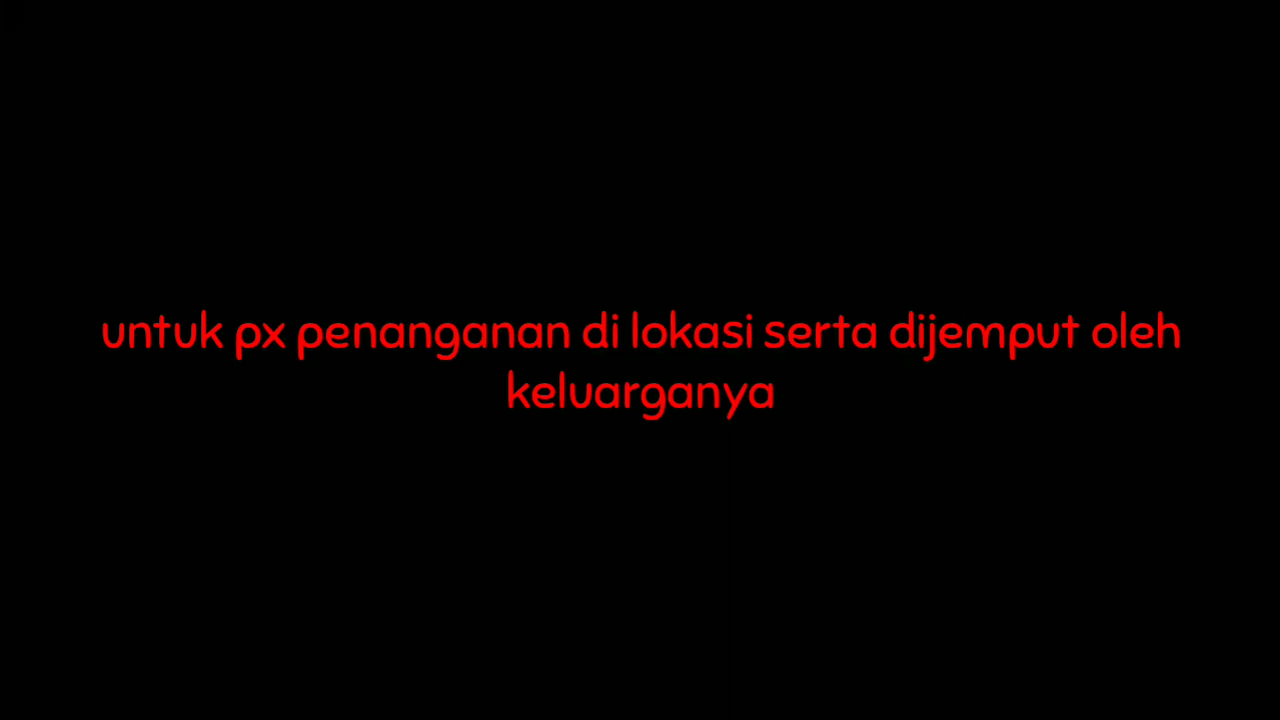 untuk px penanganan di lokasi serta dijemput oleh
keluarganya